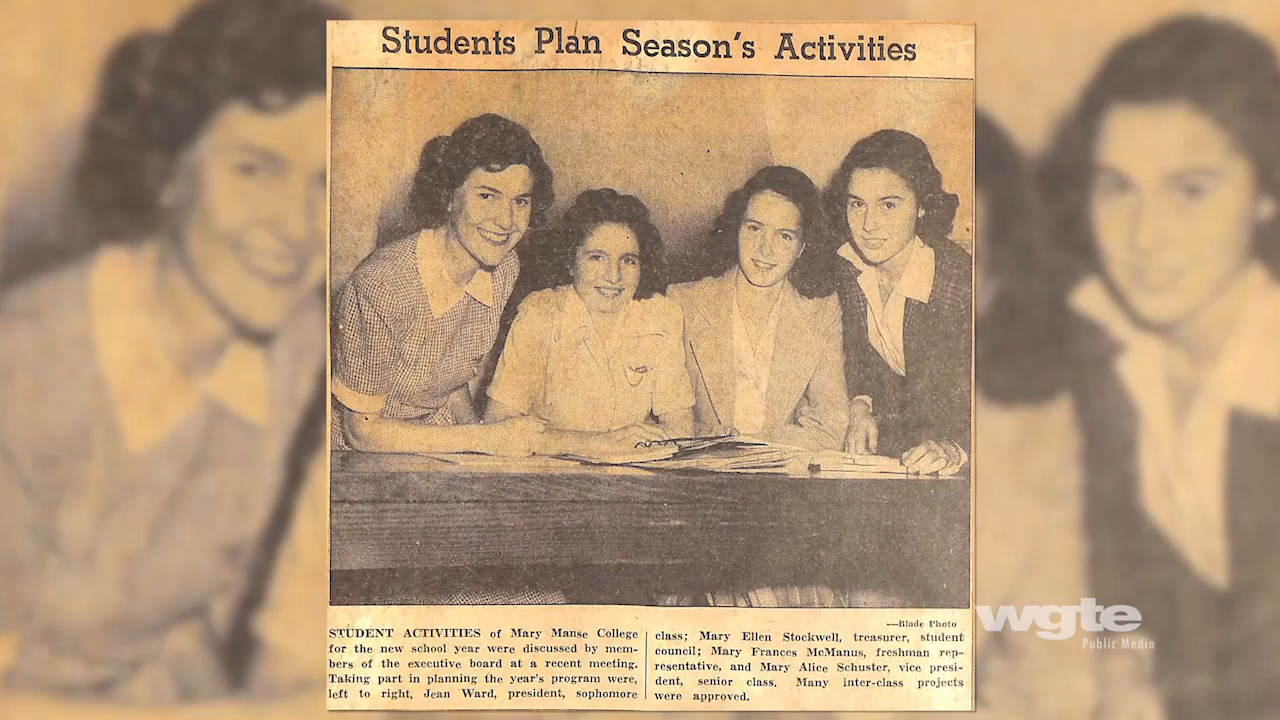 Students Plan Season's Activities
—Blade Photo
STUDENT ACTIVITIES of Mary Manse College
for the new school year were discussed by mem-
bers of the executive board at a recent meeting.
Taking part in planning the year's program were,
left to right, Jean Ward, president, sophomore
class; Mary Ellen Stockwell, treasurer, student
council; Mary Frances McManus, freshman rep-
resentative, and Mary Alice Schuster, vice presi-
dent, senior class. Many inter-class projects
were approved.
wgte
Public Media